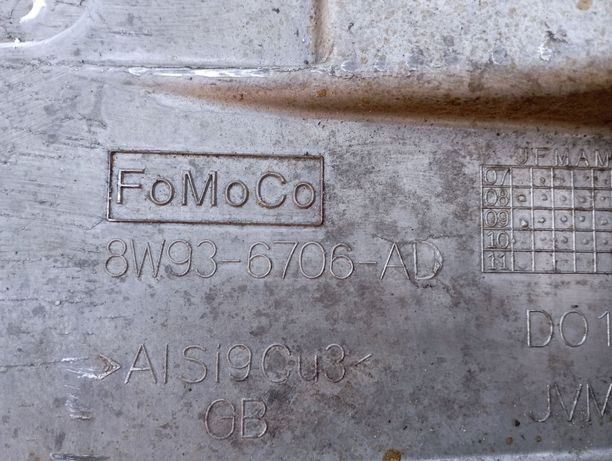 FoMoCo
8W93-6706-AD
>AlSi9Cu3<
GB
JFMAM
07
08
09
10
11
DO1
JVM